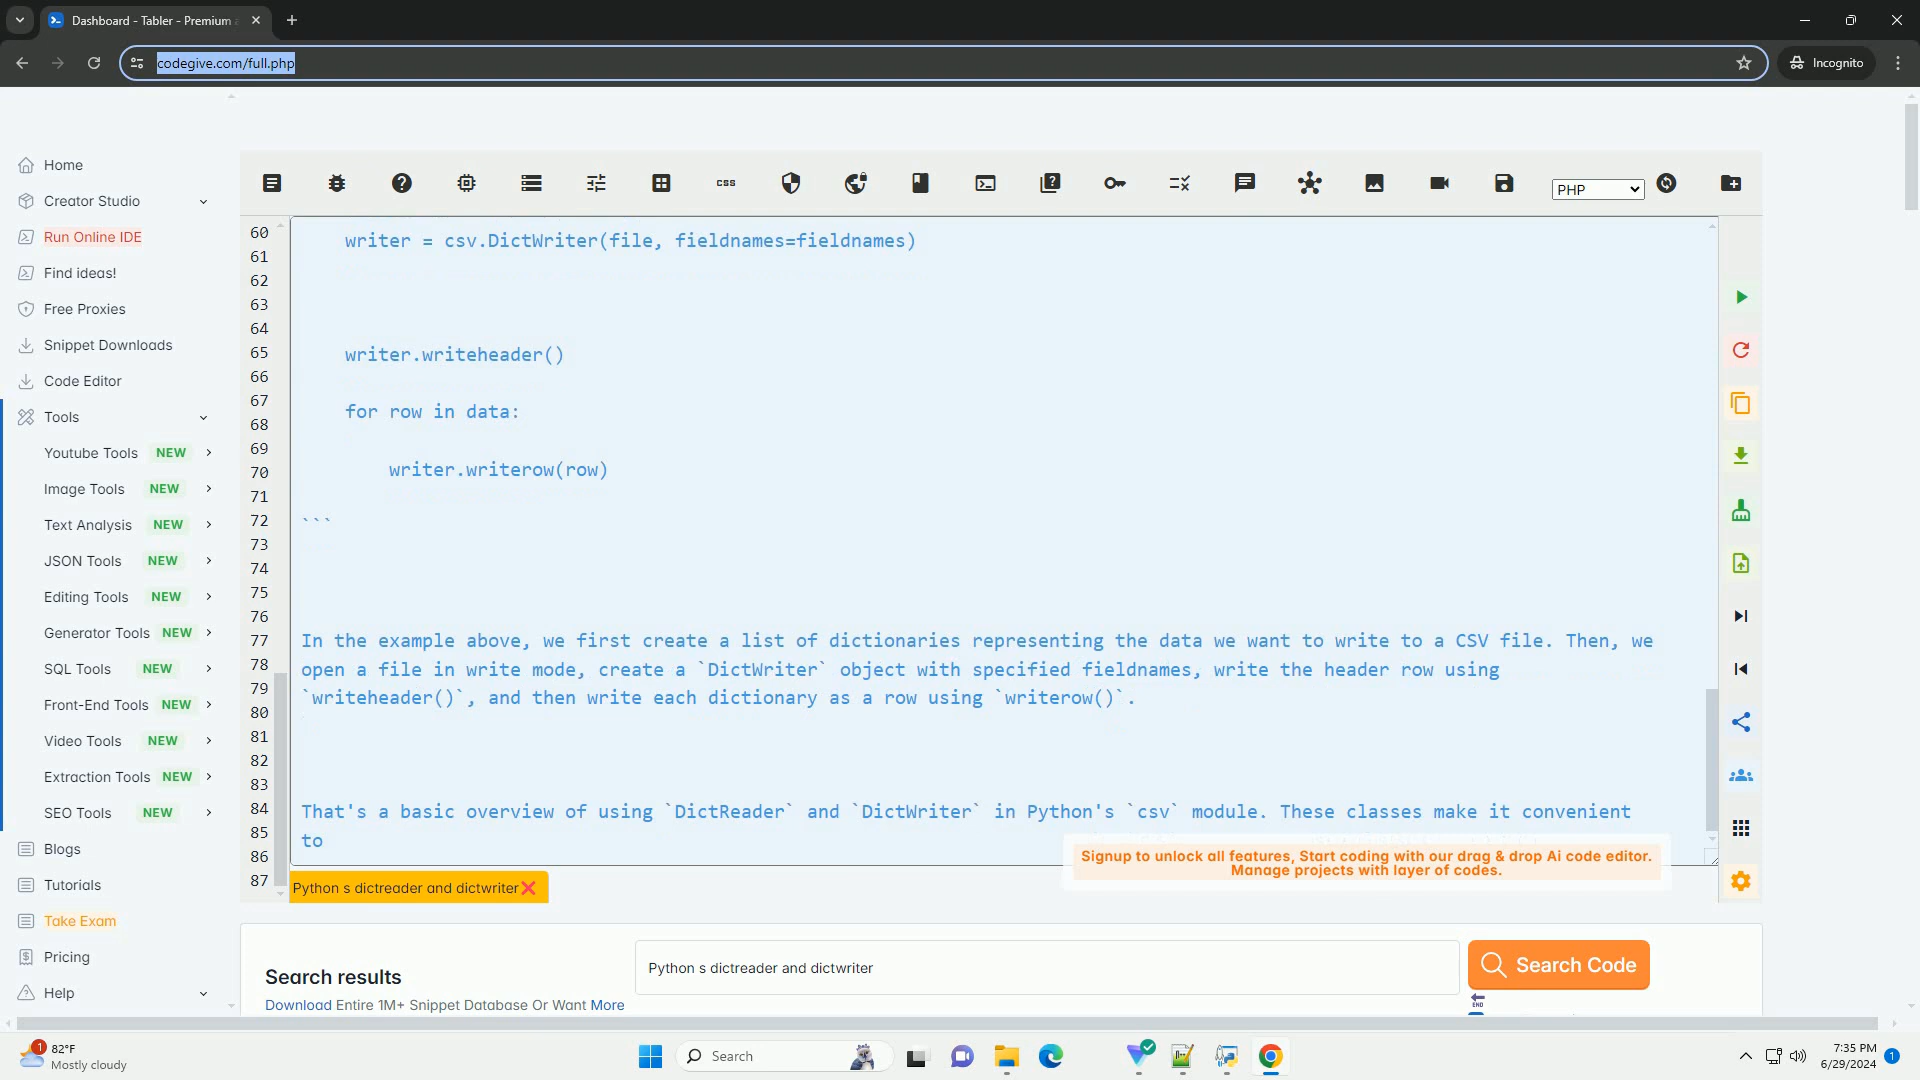 Dashboard - Tabler - Premium
codegive.com/full.php
Incognito
Home
Creator Studio
Run Online IDE
Find ideas!
Free Proxies
Snippet Downloads
Code Editor
Tools
Youtube Tools NEW
Image Tools NEW
Text Analysis NEW
JSON Tools NEW
Editing Tools NEW
Generator Tools NEW
SQL Tools NEW
Front-End Tools NEW
Video Tools NEW
Extraction Tools NEW
SEO Tools NEW
Blogs
Tutorials
Take Exam
Pricing
Help
css
PHP
60
61
62
63
64
65
66
67
68
69
70
71
72
73
74
75
76
77
78
79
80
81
82
83
84
85
86
87
writer = csv.DictWriter(file, fieldnames=fieldnames)
writer.writeheader()
for row in data:
writer.writerow(row)
```
In the example above, we first create a list of dictionaries representing the data we want to write to a CSV file. Then, we
open a file in write mode, create a `DictWriter` object with specified fieldnames, write the header row using
`writeheader()`, and then write each dictionary as a row using `writerow()`.
That's a basic overview of using `DictReader` and `DictWriter` in Python's `csv` module. These classes make it convenient
to
Signup to unlock all features, Start coding with our drag & drop Ai code editor.
Manage projects with layer of codes.
Python s dictreader and dictwriter
Search results
Download Entire 1M+ Snippet Database Or Want More
Python s dictreader and dictwriter
Search Code
END
1
82°F
Mostly cloudy
Search
7:35 PM
6/29/2024
1